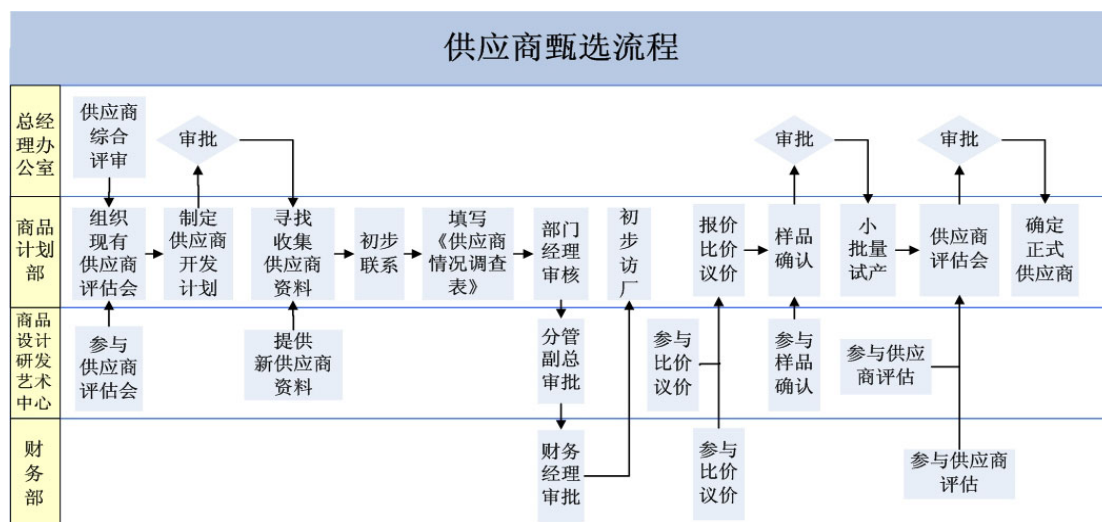 供应商甄选流程
总经
理办
公室
供应商
综合
评审
审批
审批
审批
商品
计划
部
组织
现有
供应商
评估会
制定
供应商
开发
计划
寻找
收集
供应商
资料
初步
联系
填写
《供应商
情况调查
表》
部门
经理
审核
初
步
访
厂
报价
比价
议价
样品
确认
小
批量
试产
供应商
评估会
确定
正式
供应商
商品
设计
研发
艺术
中心
参与
供应商
评估会
提供
新供应商
资料
分管
副总
审批
参与
比价
议价
参与
样品
确认
参与供应
商评估
财
务
部
财务
经理
审批
参与
比价
议价
参与供应商
评估